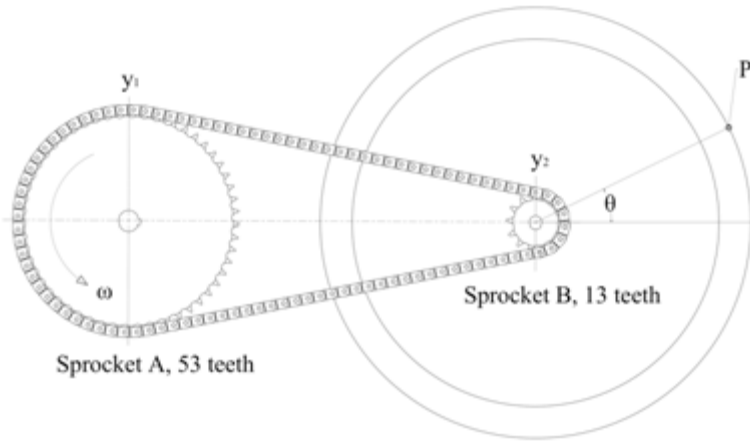 y₁
P
y₂
θ
ω
Sprocket B, 13 teeth
Sprocket A, 53 teeth